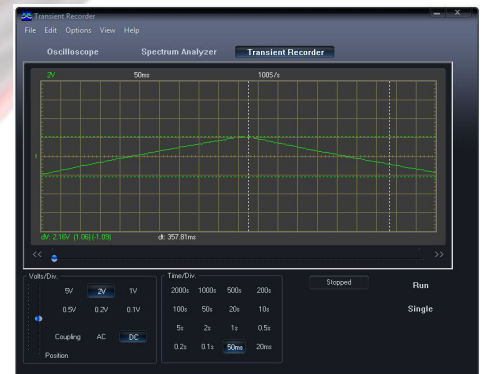 Transient Recorder
File Edit Options View Help
Oscilloscope Spectrum Analyzer Transient Recorder
2V 50ms 100S/s
1
dV: 2.16V (1.06) (-1.09) dt: 357.81ms
<< >>
Volts/Div. Time/Div. Stopped Run
5V 2V 1V 2000s 1000s 500s 200s
0.5V 0.2V 0.1V 100s 50s 20s 10s Single
Coupling AC DC 5s 2s 1s 0.5s
Position 0.2s 0.1s 50ms 20ms